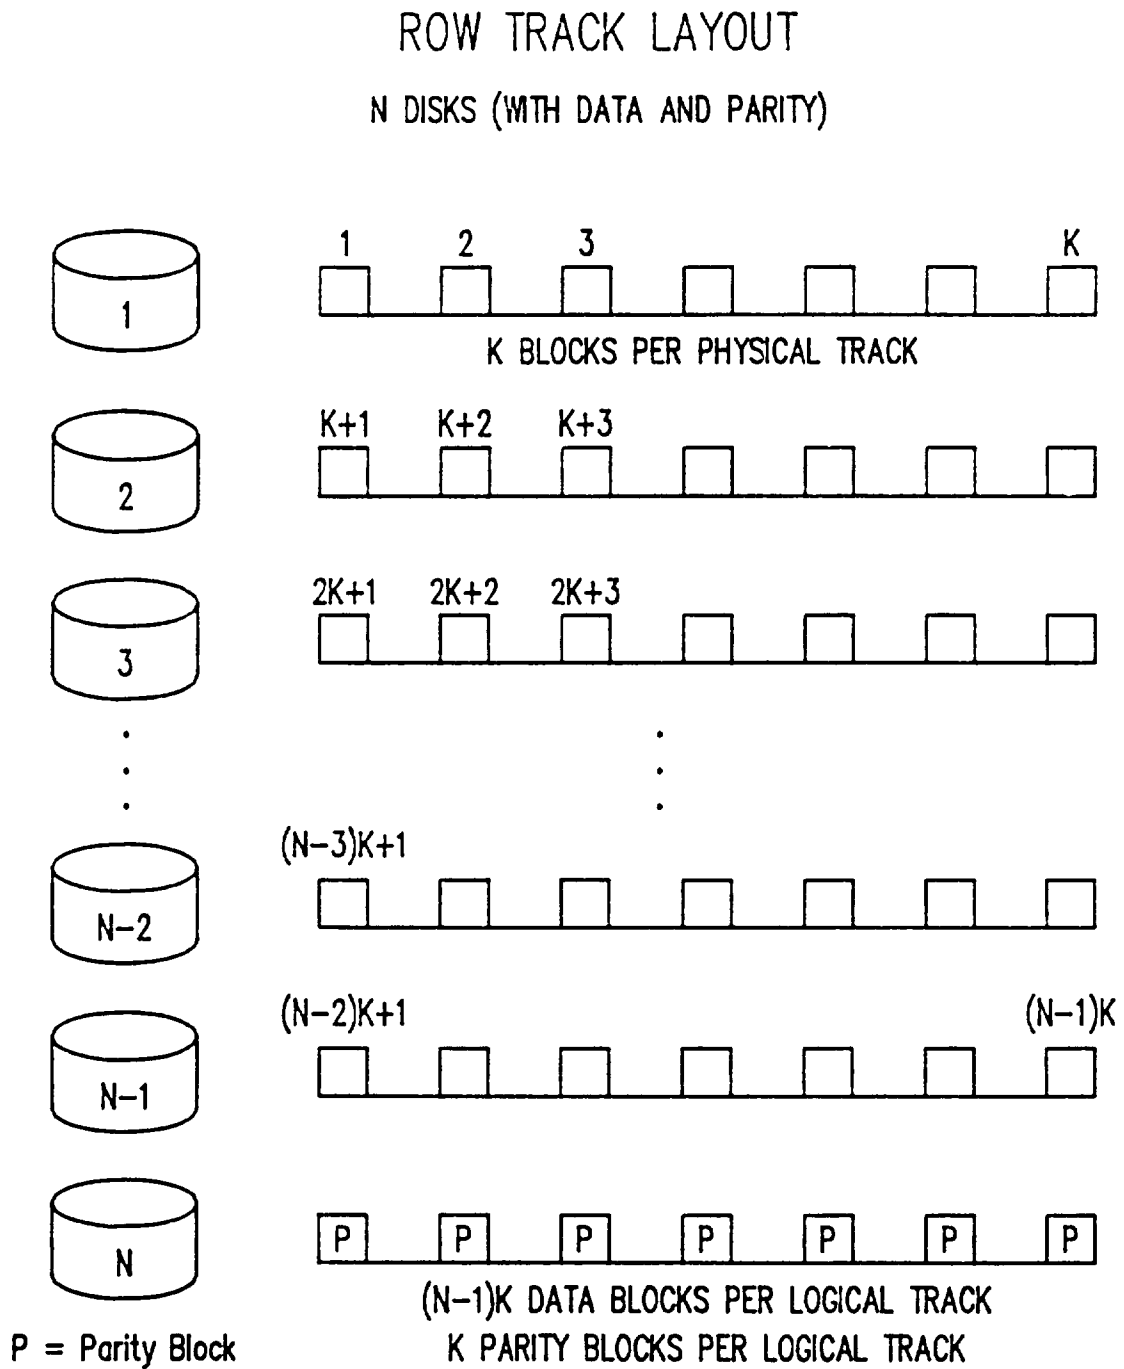 ROW TRACK LAYOUT
N DISKS (WITH DATA AND PARITY)
1 2 3 K
1
K BLOCKS PER PHYSICAL TRACK
K+1 K+2 K+3
2
2K+1 2K+2 2K+3
3
(N-3)K+1
N-2
(N-2)K+1 (N-1)K
N-1
P P P P P P P
N
(N-1)K DATA BLOCKS PER LOGICAL TRACK
P = Parity Block K PARITY BLOCKS PER LOGICAL TRACK